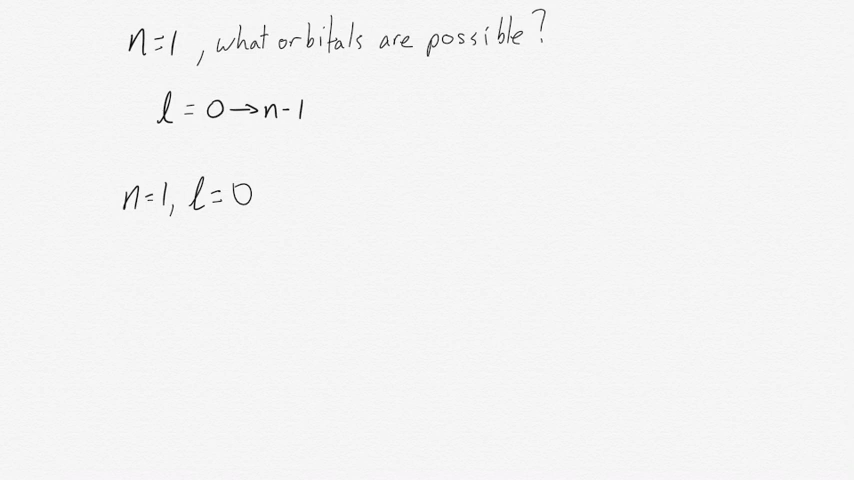 n=1, what orbitals are possible?
l = 0→n-1
n=1, l=0